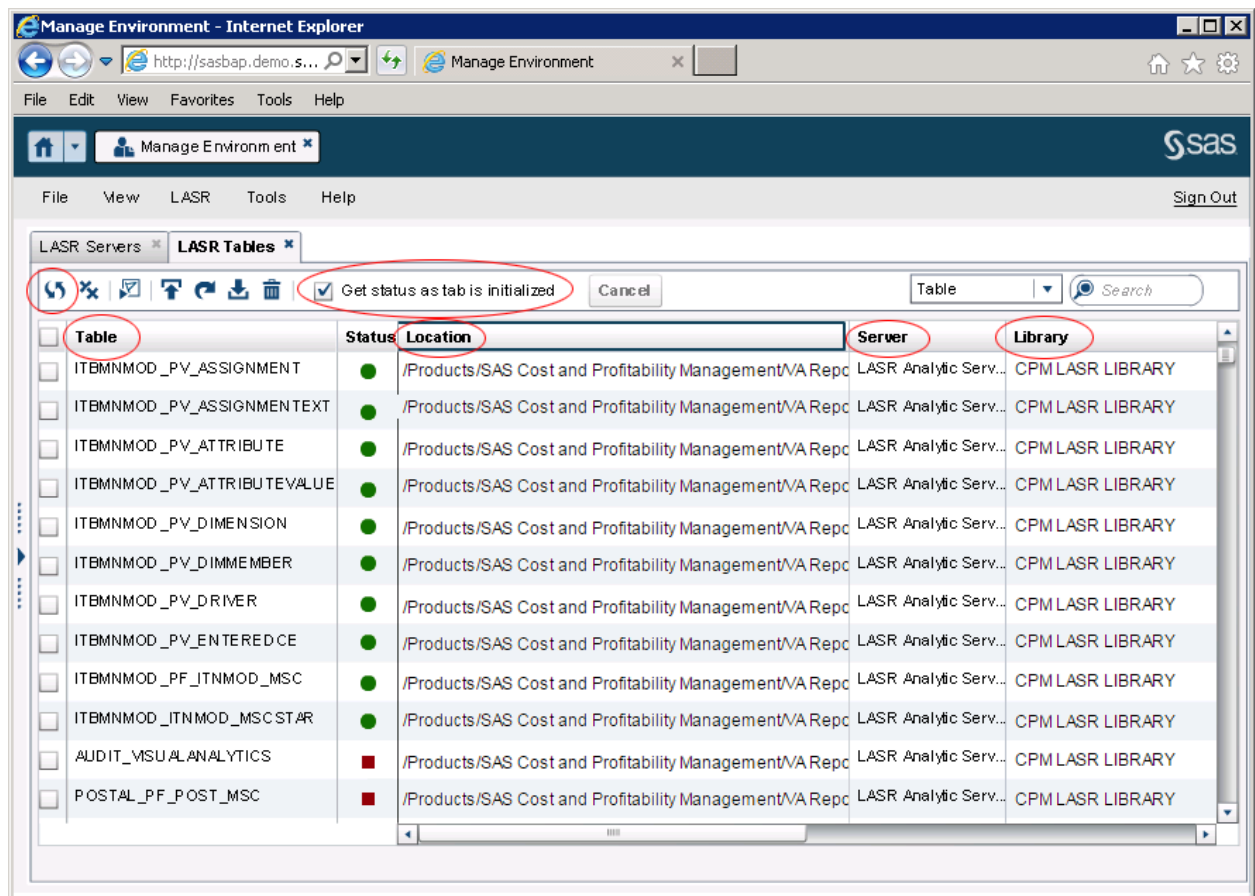 Manage Environment - Internet Explorer
http://sasbap.demo.s...
Manage Environment
File Edit View Favorites Tools Help
Manage Environment
sas
File View LASR Tools Help Sign Out
LASR Servers LASR Tables
Get status as tab is initialized Cancel Table Search
Table Status Location Server Library
ITBMNMOD_PV_ASSIGNMENT /Products/SAS Cost and Profitability Management/VA Repo LASR Analytic Serv... CPM LASR LIBRARY
ITBMNMOD_PV_ASSIGNMENTEXT /Products/SAS Cost and Profitability Management/VA Repo LASR Analytic Serv... CPM LASR LIBRARY
ITBMNMOD_PV_ATTRIBUTE /Products/SAS Cost and Profitability Management/VA Repo LASR Analytic Serv... CPM LASR LIBRARY
ITBMNMOD_PV_ATTRIBUTEVALUE /Products/SAS Cost and Profitability Management/VA Repo LASR Analytic Serv... CPM LASR LIBRARY
ITBMNMOD_PV_DIMENSION /Products/SAS Cost and Profitability Management/VA Repo LASR Analytic Serv... CPM LASR LIBRARY
ITBMNMOD_PV_DIMMEMBER /Products/SAS Cost and Profitability Management/VA Repo LASR Analytic Serv... CPM LASR LIBRARY
ITBMNMOD_PV_DRIVER /Products/SAS Cost and Profitability Management/VA Repo LASR Analytic Serv... CPM LASR LIBRARY
ITBMNMOD_PV_ENTEREDCE /Products/SAS Cost and Profitability Management/VA Repo LASR Analytic Serv... CPM LASR LIBRARY
ITBMNMOD_PF_ITNMOD_MSC /Products/SAS Cost and Profitability Management/VA Repo LASR Analytic Serv... CPM LASR LIBRARY
ITBMNMOD_ITNMOD_MSCSTAR /Products/SAS Cost and Profitability Management/VA Repo LASR Analytic Serv... CPM LASR LIBRARY
AUDIT_VISUALANALYTICS /Products/SAS Cost and Profitability Management/VA Repo LASR Analytic Serv... CPM LASR LIBRARY
POSTAL_PF_POST_MSC /Products/SAS Cost and Profitability Management/VA Repo LASR Analytic Serv... CPM LASR LIBRARY